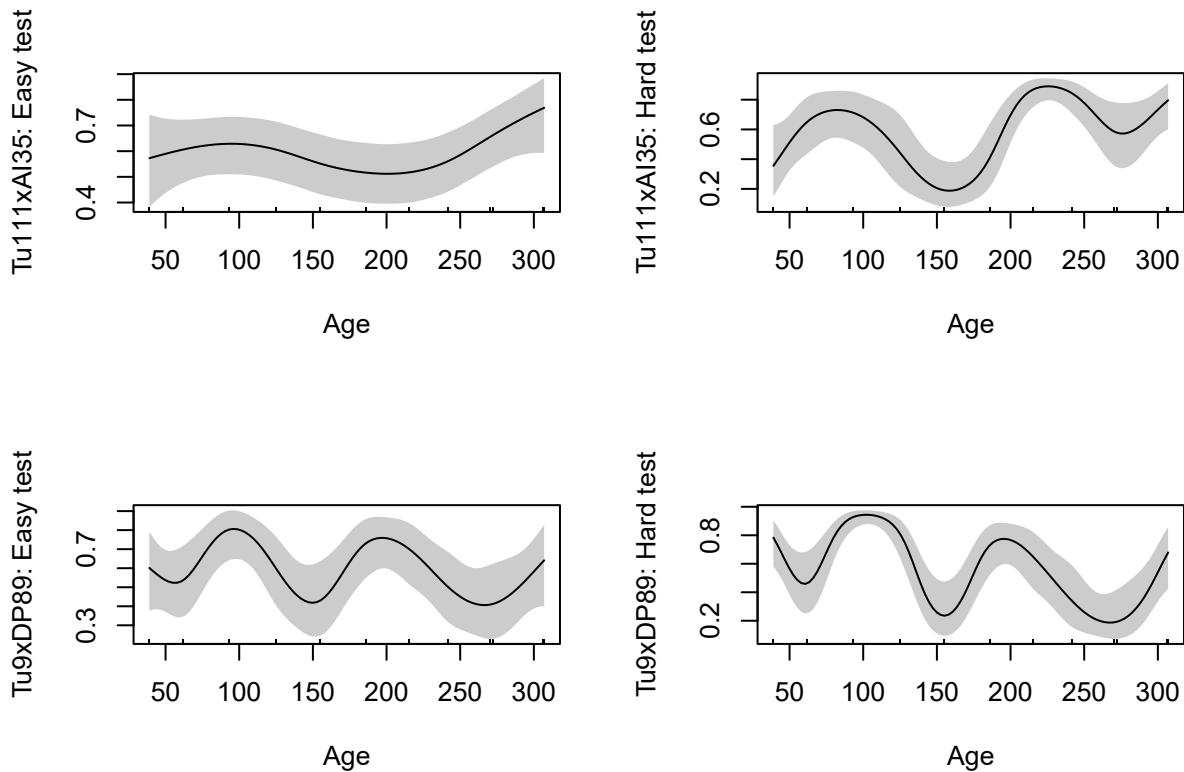 Tu111xAI35: Easy test
0.4 0.7
50 100 150 200 250 300
Age
Tu111xAI35: Hard test
0.2 0.6
50 100 150 200 250 300
Age
Tu9xDP89: Easy test
0.3 0.7
50 100 150 200 250 300
Age
Tu9xDP89: Hard test
0.2 0.8
50 100 150 200 250 300
Age